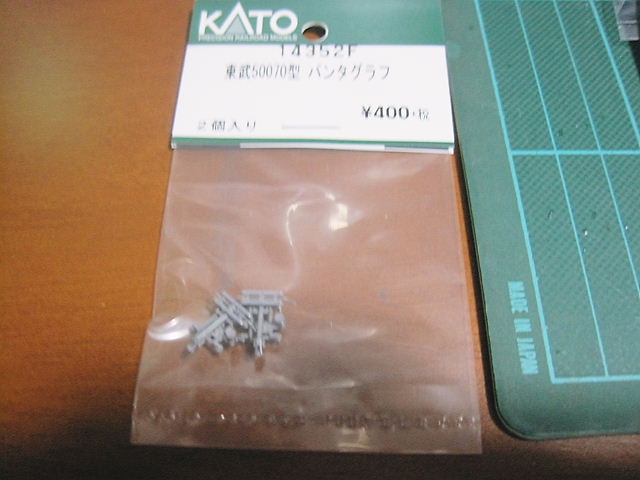 KATO
PRECISION RAILROAD MODELS
14352F
東武50070型 パンタグラフ
¥400+税
2個入り
MADE IN JAPAN